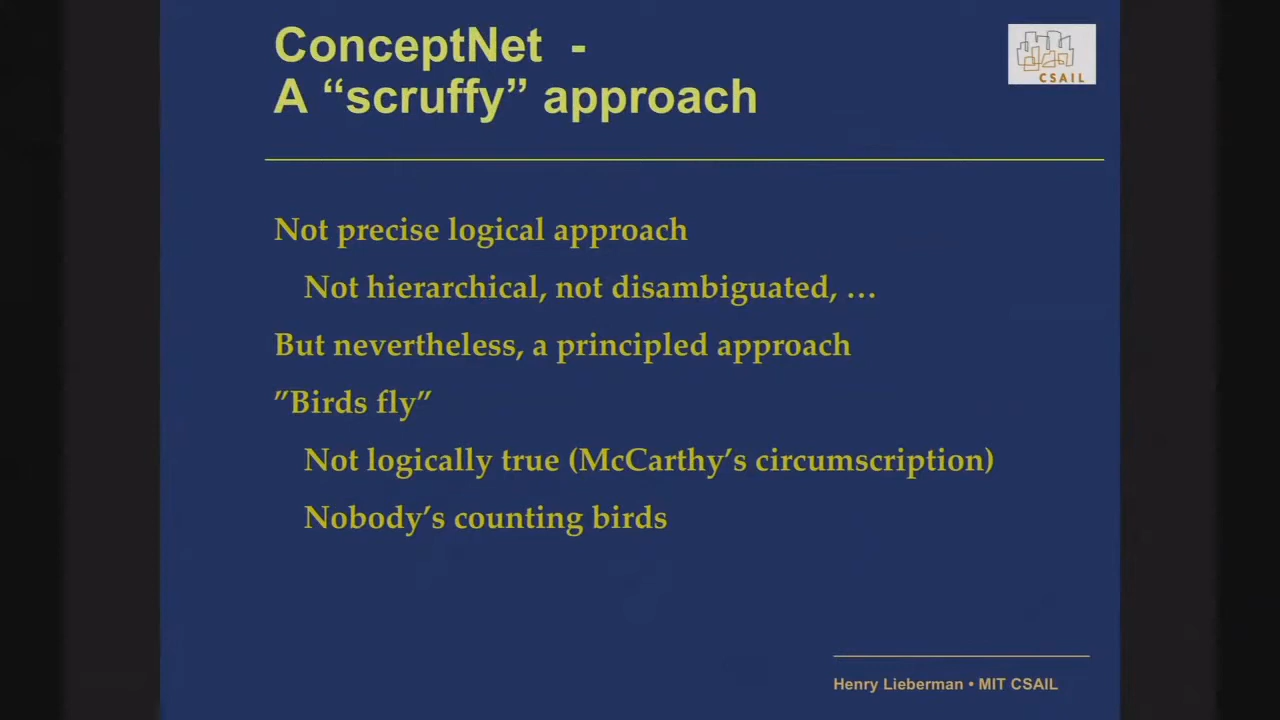 ConceptNet -
A “scruffy” approach
CSAIL
Not precise logical approach
Not hierarchical, not disambiguated, …
But nevertheless, a principled approach
”Birds fly”
Not logically true (McCarthy’s circumscription)
Nobody’s counting birds
Henry Lieberman • MIT CSAIL